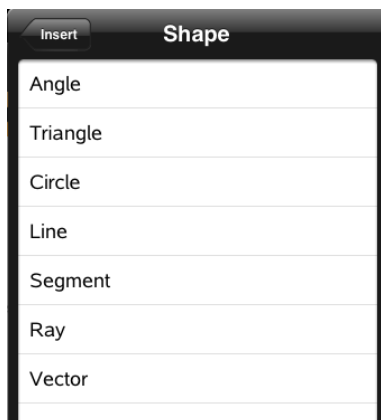 Insert
Shape
Angle
Triangle
Circle
Line
Segment
Ray
Vector